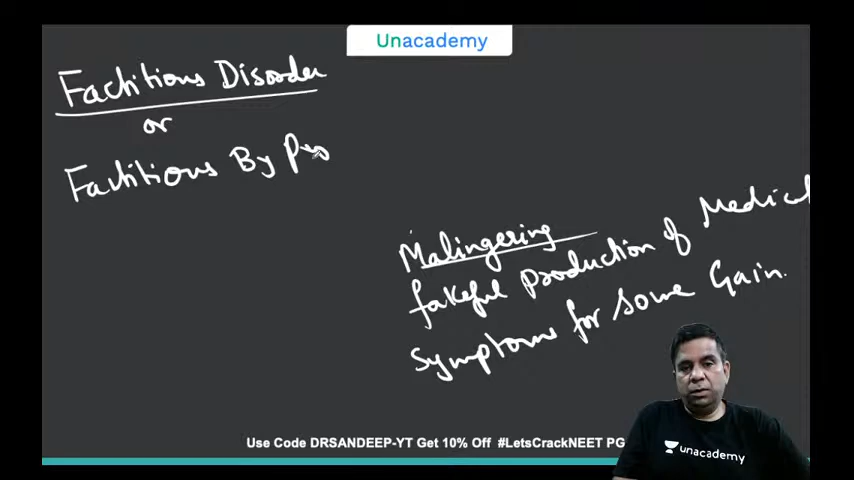 Unacademy
Factitious Disorder
or
Factitious By Pro
Malingering
fakeful production of Medical
symptoms for some Gain.
unacademy
Use Code DRSANDEEP-YT Get 10% Off #LetsCrackNEET PG